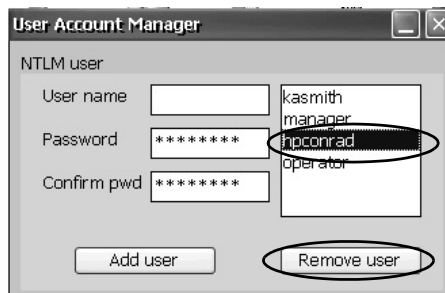 User Account Manager
NTLM user
User name
kasmith
manager
Password
********
hpconrad
operator
Confirm pwd
********
Add user
Remove user